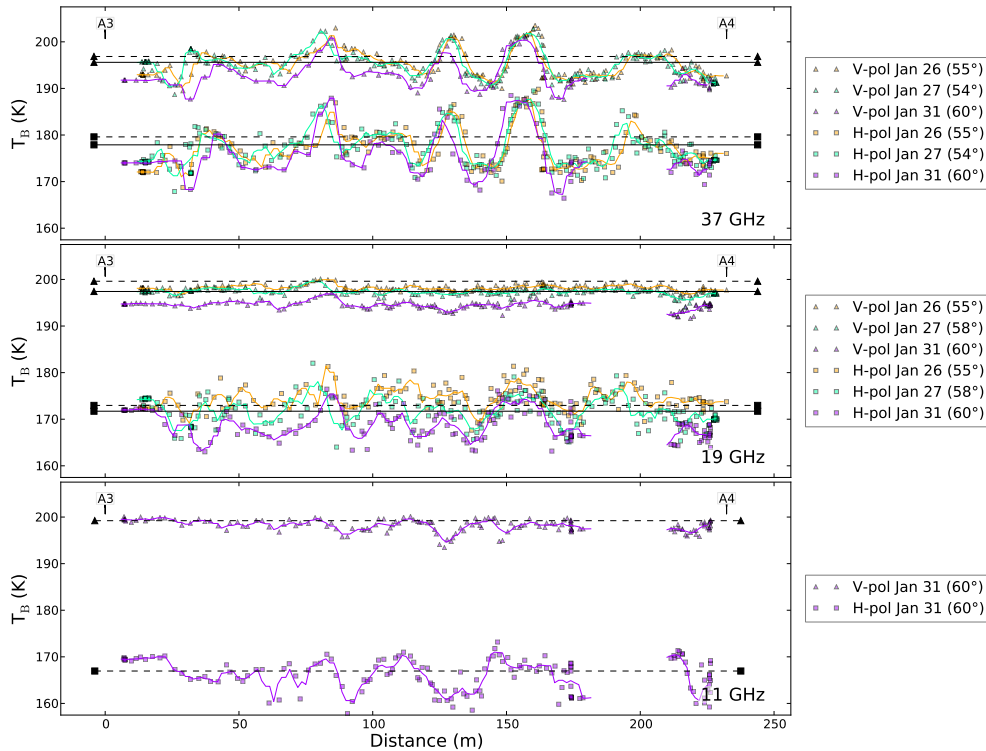 A3
A4
200
190
180
170
160
T_B (K)
37 GHz
V-pol Jan 26 (55°)
V-pol Jan 27 (54°)
V-pol Jan 31 (60°)
H-pol Jan 26 (55°)
H-pol Jan 27 (54°)
H-pol Jan 31 (60°)
A3
A4
200
190
180
170
160
T_B (K)
19 GHz
V-pol Jan 26 (55°)
V-pol Jan 27 (58°)
V-pol Jan 31 (60°)
H-pol Jan 26 (55°)
H-pol Jan 27 (58°)
H-pol Jan 31 (60°)
A3
A4
200
190
180
170
160
T_B (K)
11 GHz
V-pol Jan 31 (60°)
H-pol Jan 31 (60°)
0 50 100 150 200 250
Distance (m)